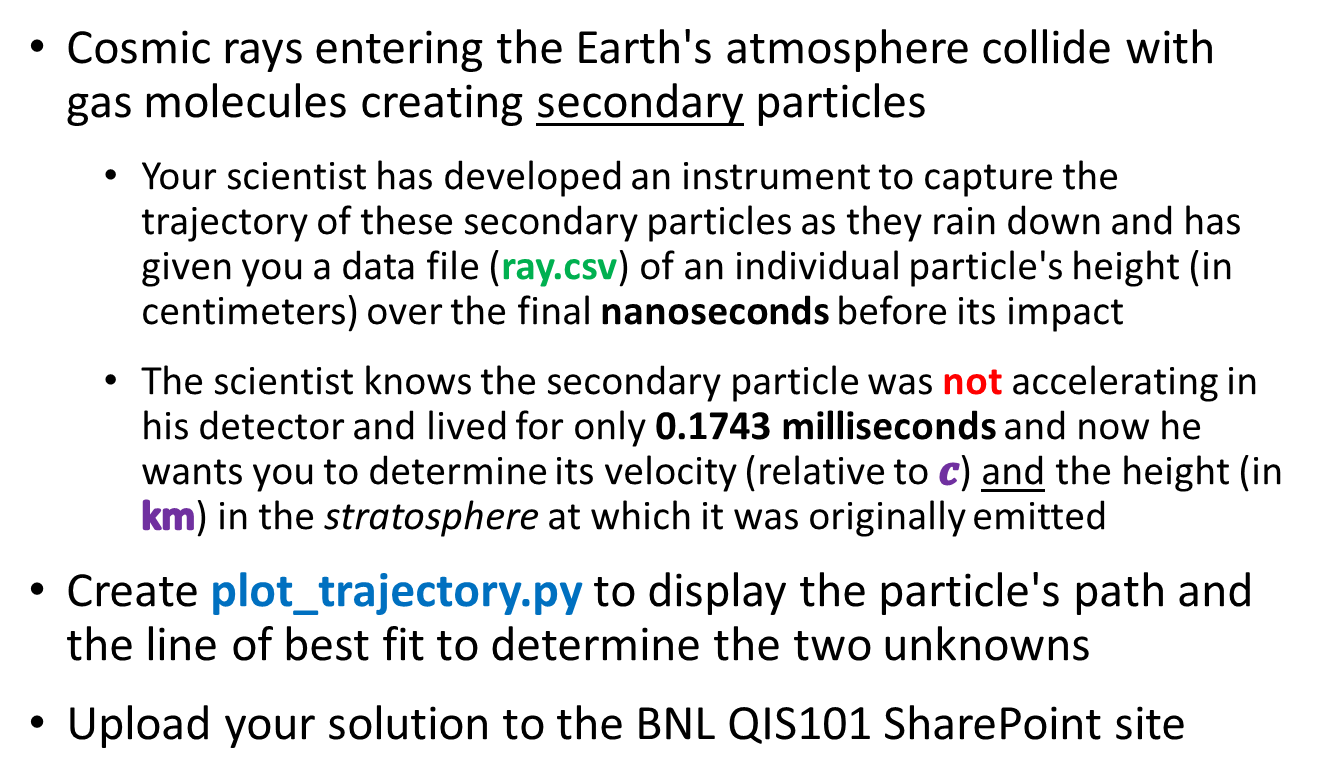 • Cosmic rays entering the Earth's atmosphere collide with
gas molecules creating secondary particles
• Your scientist has developed an instrument to capture the
trajectory of these secondary particles as they rain down and has
given you a data file (ray.csv) of an individual particle's height (in
centimeters) over the final nanoseconds before its impact
• The scientist knows the secondary particle was not accelerating in
his detector and lived for only 0.1743 milliseconds and now he
wants you to determine its velocity (relative to c) and the height (in
km) in the stratosphere at which it was originally emitted
• Create plot_trajectory.py to display the particle's path and
the line of best fit to determine the two unknowns
• Upload your solution to the BNL QIS101 SharePoint site